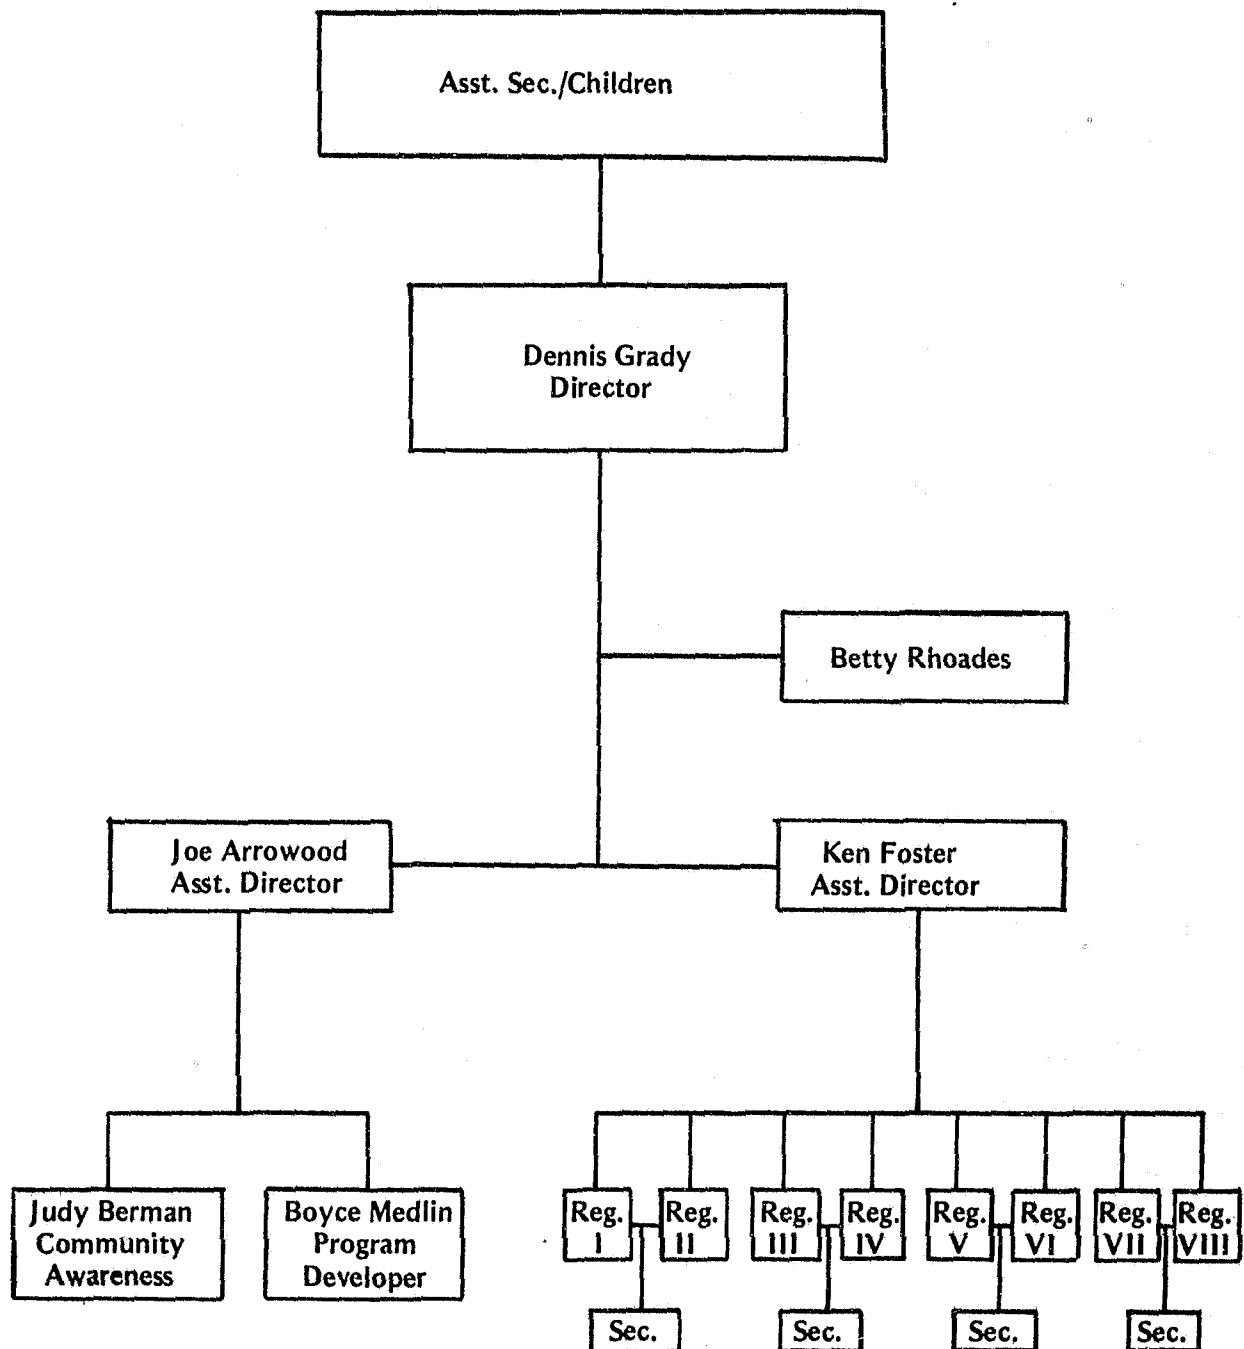 Asst. Sec./Children
Dennis Grady
Director
Betty Rhoades
Joe Arrowood
Asst. Director
Ken Foster
Asst. Director
Judy Berman
Community
Awareness
Boyce Medlin
Program
Developer
Reg.
I
Reg.
II
Reg.
III
Reg.
IV
Reg.
V
Reg.
VI
Reg.
VII
Reg.
VIII
Sec.
Sec.
Sec.
Sec.